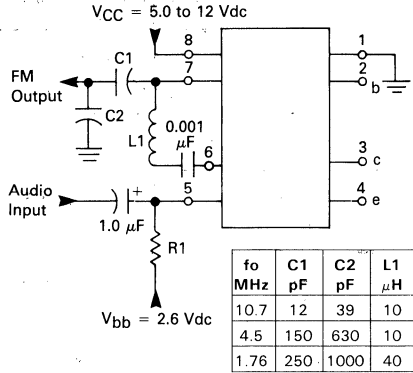 VCC = 5.0 to 12 Vdc
8
1
C1
7
2
FM
Output
b
C2
L1
0.001
μF
6
3
c
Audio
Input
+
5
4
e
1.0 μF
R1
Vbb = 2.6 Vdc
fo MHz C1 pF C2 pF L1 μH
10.7 12 39 10
4.5 150 630 10
1.76 250 1000 40